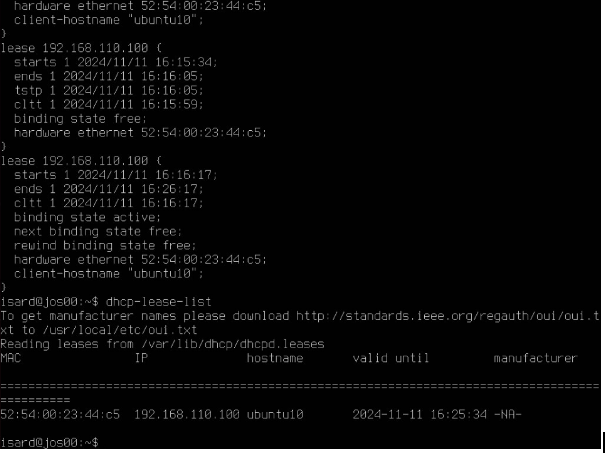 hardware ethernet 52:54:00:23:44:c5;
  client-hostname "ubuntu10";
}
lease 192.168.110.100 {
  starts 1 2024/11/11 16:15:34;
  ends 1 2024/11/11 16:16:05;
  tstp 1 2024/11/11 16:16:05;
  cltt 1 2024/11/11 16:15:59;
  binding state free;
  hardware ethernet 52:54:00:23:44:c5;
}
lease 192.168.110.100 {
  starts 1 2024/11/11 16:16:17;
  ends 1 2024/11/11 16:26:17;
  cltt 1 2024/11/11 16:16:17;
  binding state active;
  next binding state free;
  rewind binding state free;
  hardware ethernet 52:54:00:23:44:c5;
  client-hostname "ubuntu10";
}
isard@jos00:~$ dhcp-lease-list
To get manufacturer names please download http://standards.ieee.org/regauth/oui/oui.t
xt to /usr/local/etc/oui.txt
Reading leases from /var/lib/dhcp/dhcpd.leases
MAC                IP              hostname       valid until         manufacturer
=====================================================================================
==========
52:54:00:23:44:c5  192.168.110.100 ubuntu10       2024-11-11 16:25:34 -NA-
isard@jos00:~$